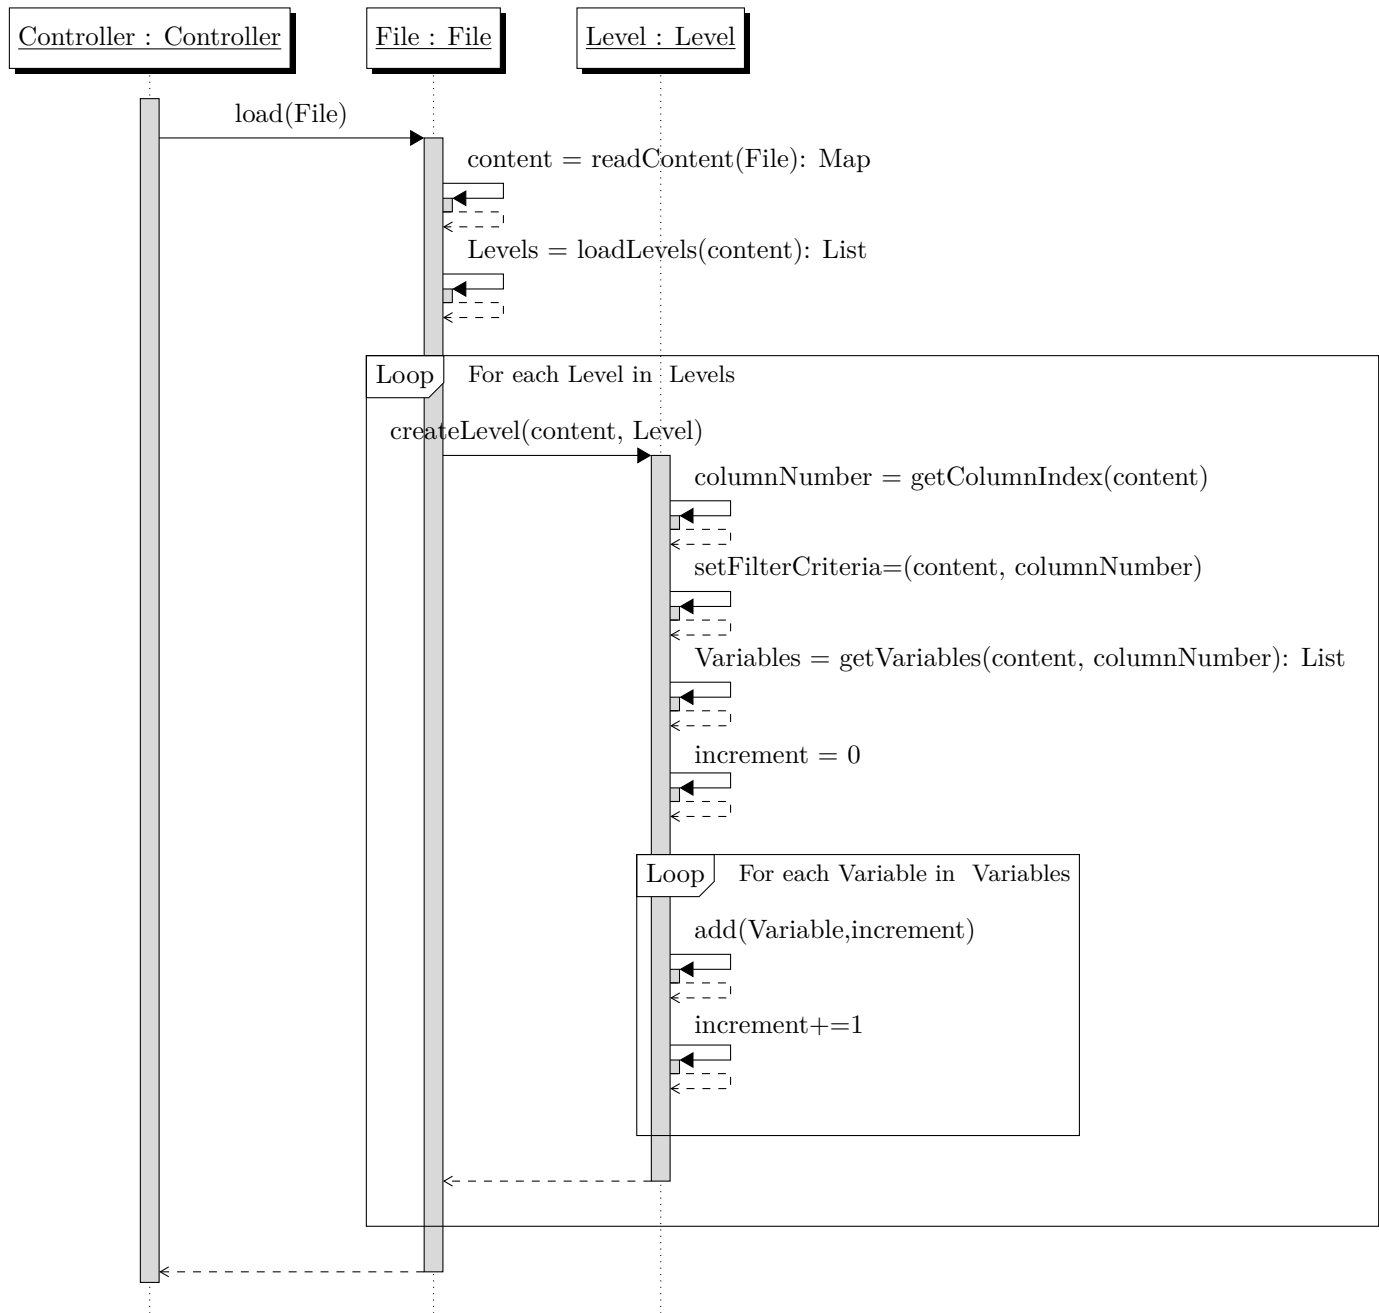 Controller : Controller
File : File
Level : Level
load(File)
content = readContent(File): Map
Levels = loadLevels(content): List
Loop
For each Level in Levels
createLevel(content, Level)
columnNumber = getColumnIndex(content)
setFilterCriteria=(content, columnNumber)
Variables = getVariables(content, columnNumber): List
increment = 0
Loop
For each Variable in Variables
add(Variable,increment)
increment+=1